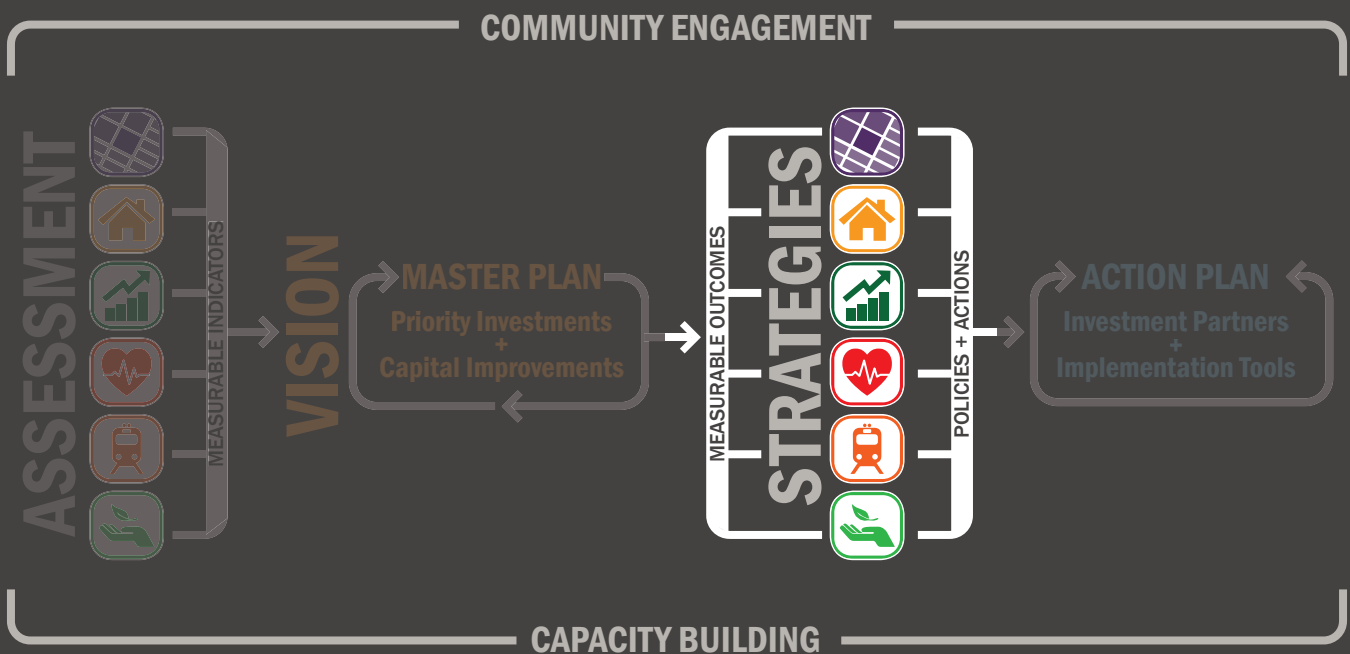 COMMUNITY ENGAGEMENT
ASSESSMENT
MEASURABLE INDICATORS
VISION
MASTER PLAN
Priority Investments
+
Capital Improvements
MEASURABLE OUTCOMES
STRATEGIES
POLICIES + ACTIONS
ACTION PLAN
Investment Partners
+
Implementation Tools
CAPACITY BUILDING